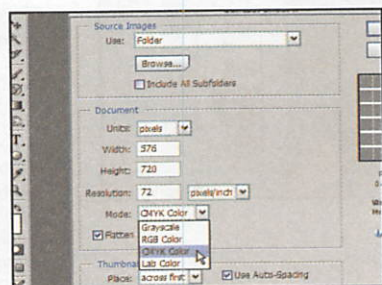 Source Images
Use: Folder
Browse...
Include All Subfolders
Document
Units: pixels
Width: 576
Height: 720
Resolution: 72 pixels/inch
Mode: CMYK Color
Grayscale
Flatten
RGB Color
CMYK Color
Lab Color
Place: across first Use Auto-Spacing